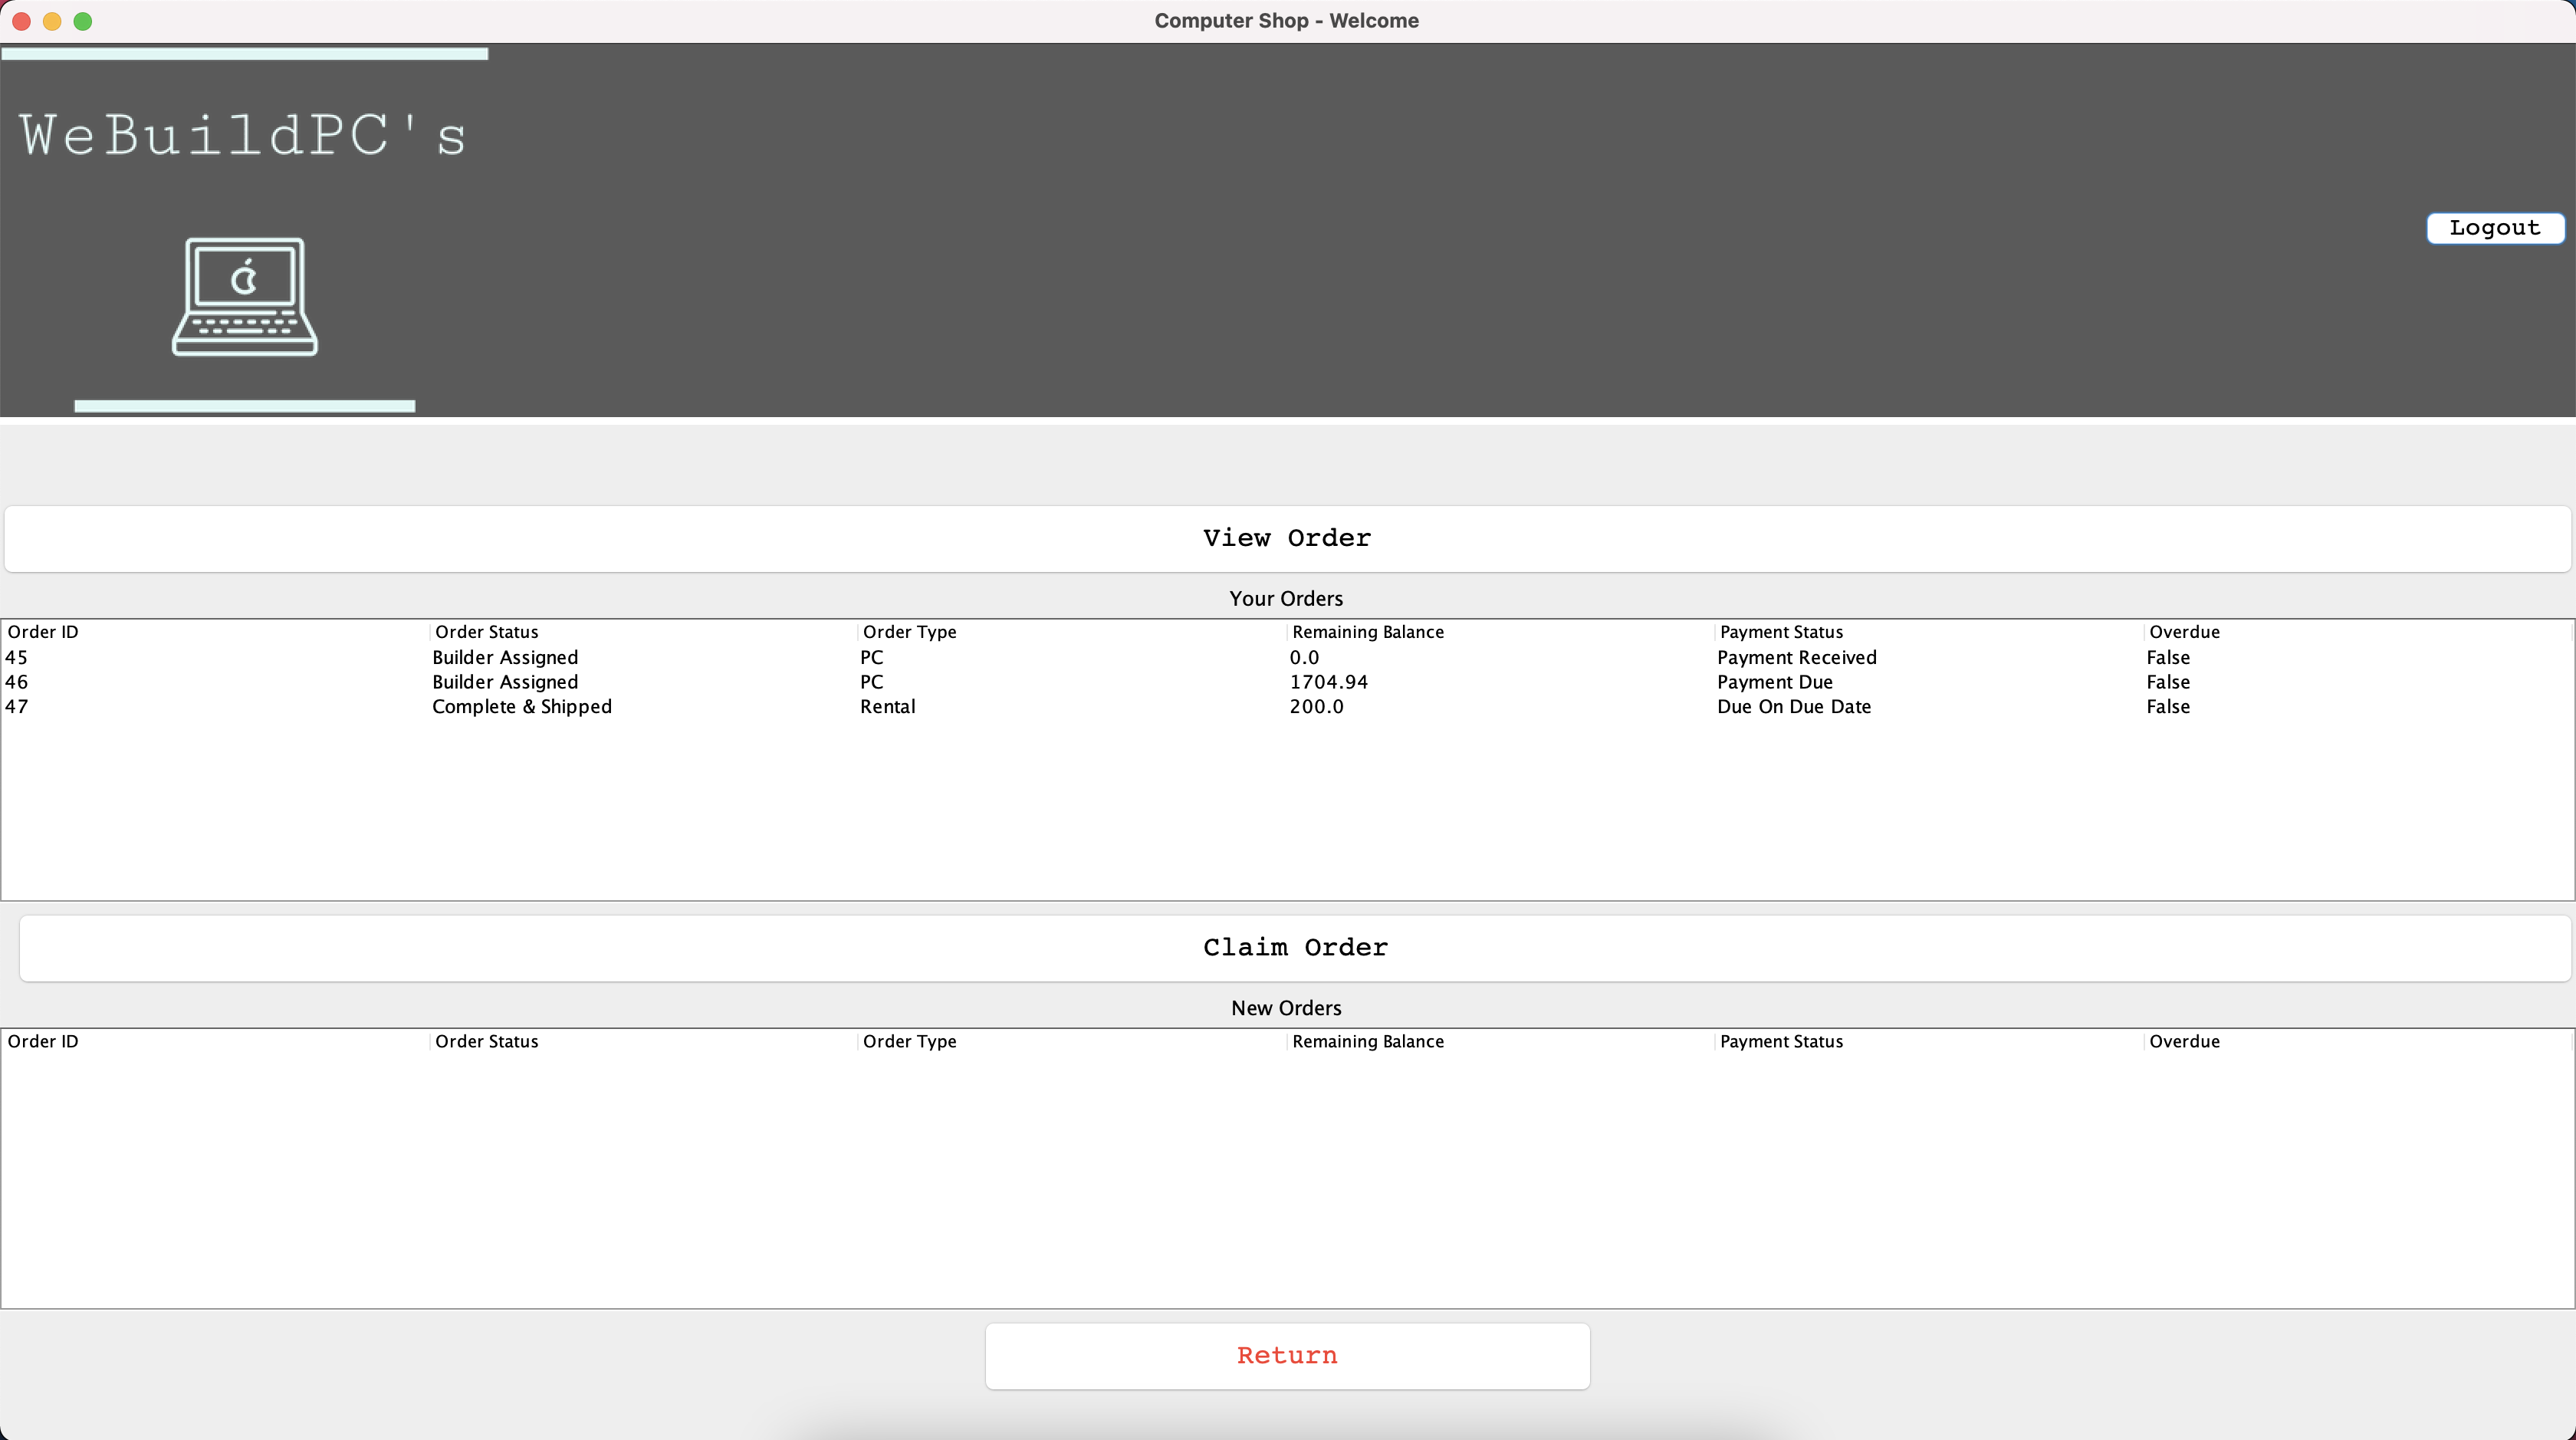 Computer Shop - Welcome
WeBuildPC's
Logout
View Order
Your Orders
Order ID Order Status Order Type Remaining Balance Payment Status Overdue
45 Builder Assigned PC 0.0 Payment Received False
46 Builder Assigned PC 1704.94 Payment Due False
47 Complete & Shipped Rental 200.0 Due On Due Date False
Claim Order
New Orders
Order ID Order Status Order Type Remaining Balance Payment Status Overdue
Return